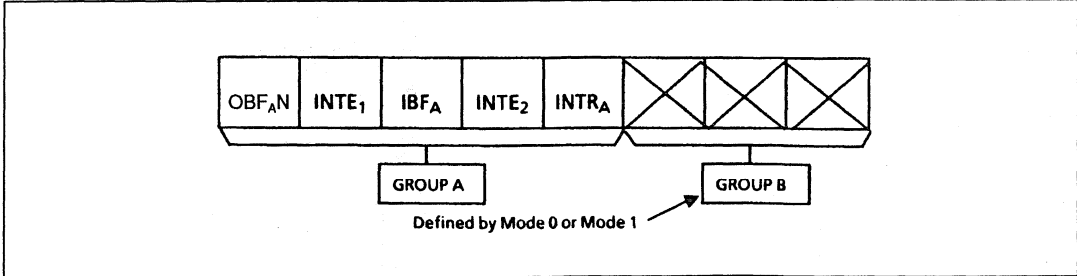 OBFAN INTE1 IBFA INTE2 INTRA
GROUP A GROUP B
Defined by Mode 0 or Mode 1